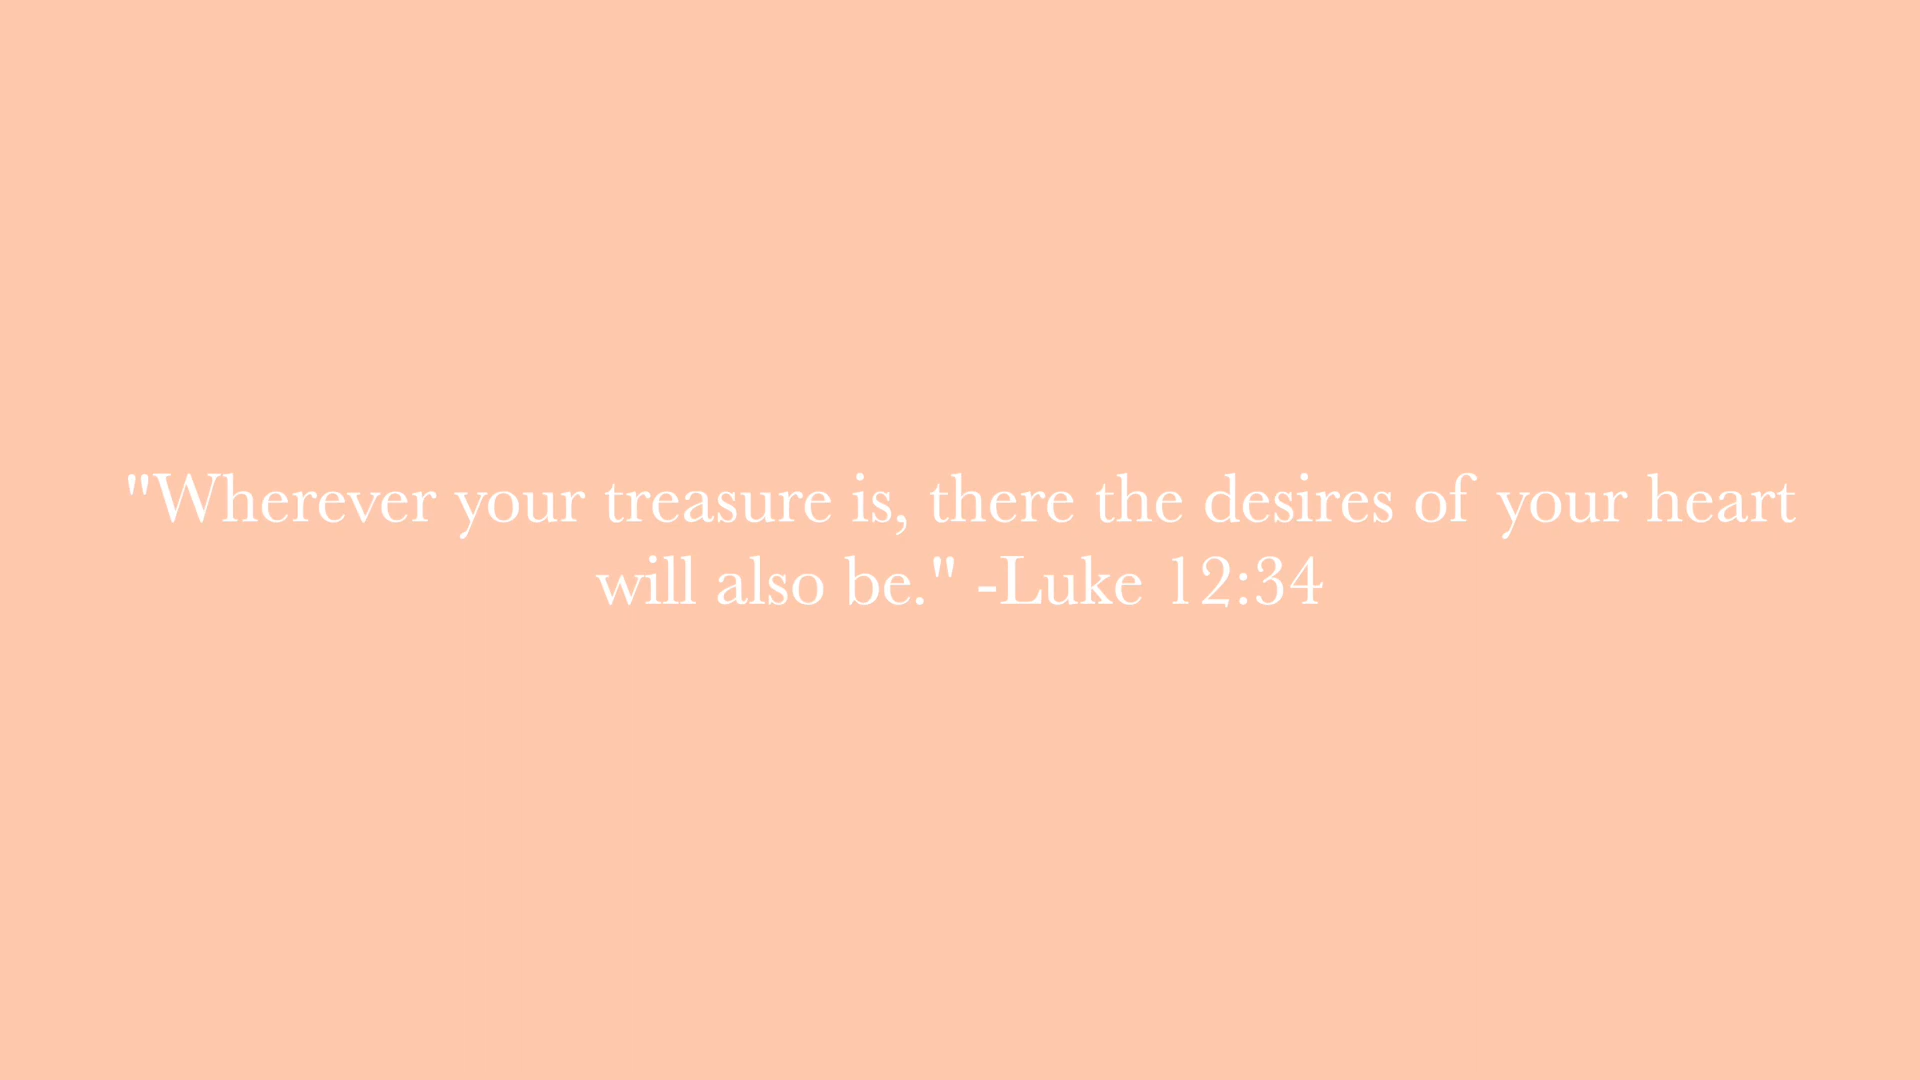 "Wherever your treasure is, there the desires of your heart
will also be." -Luke 12:34